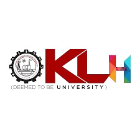 KLH
(DEEMED TO BE UNIVERSITY)